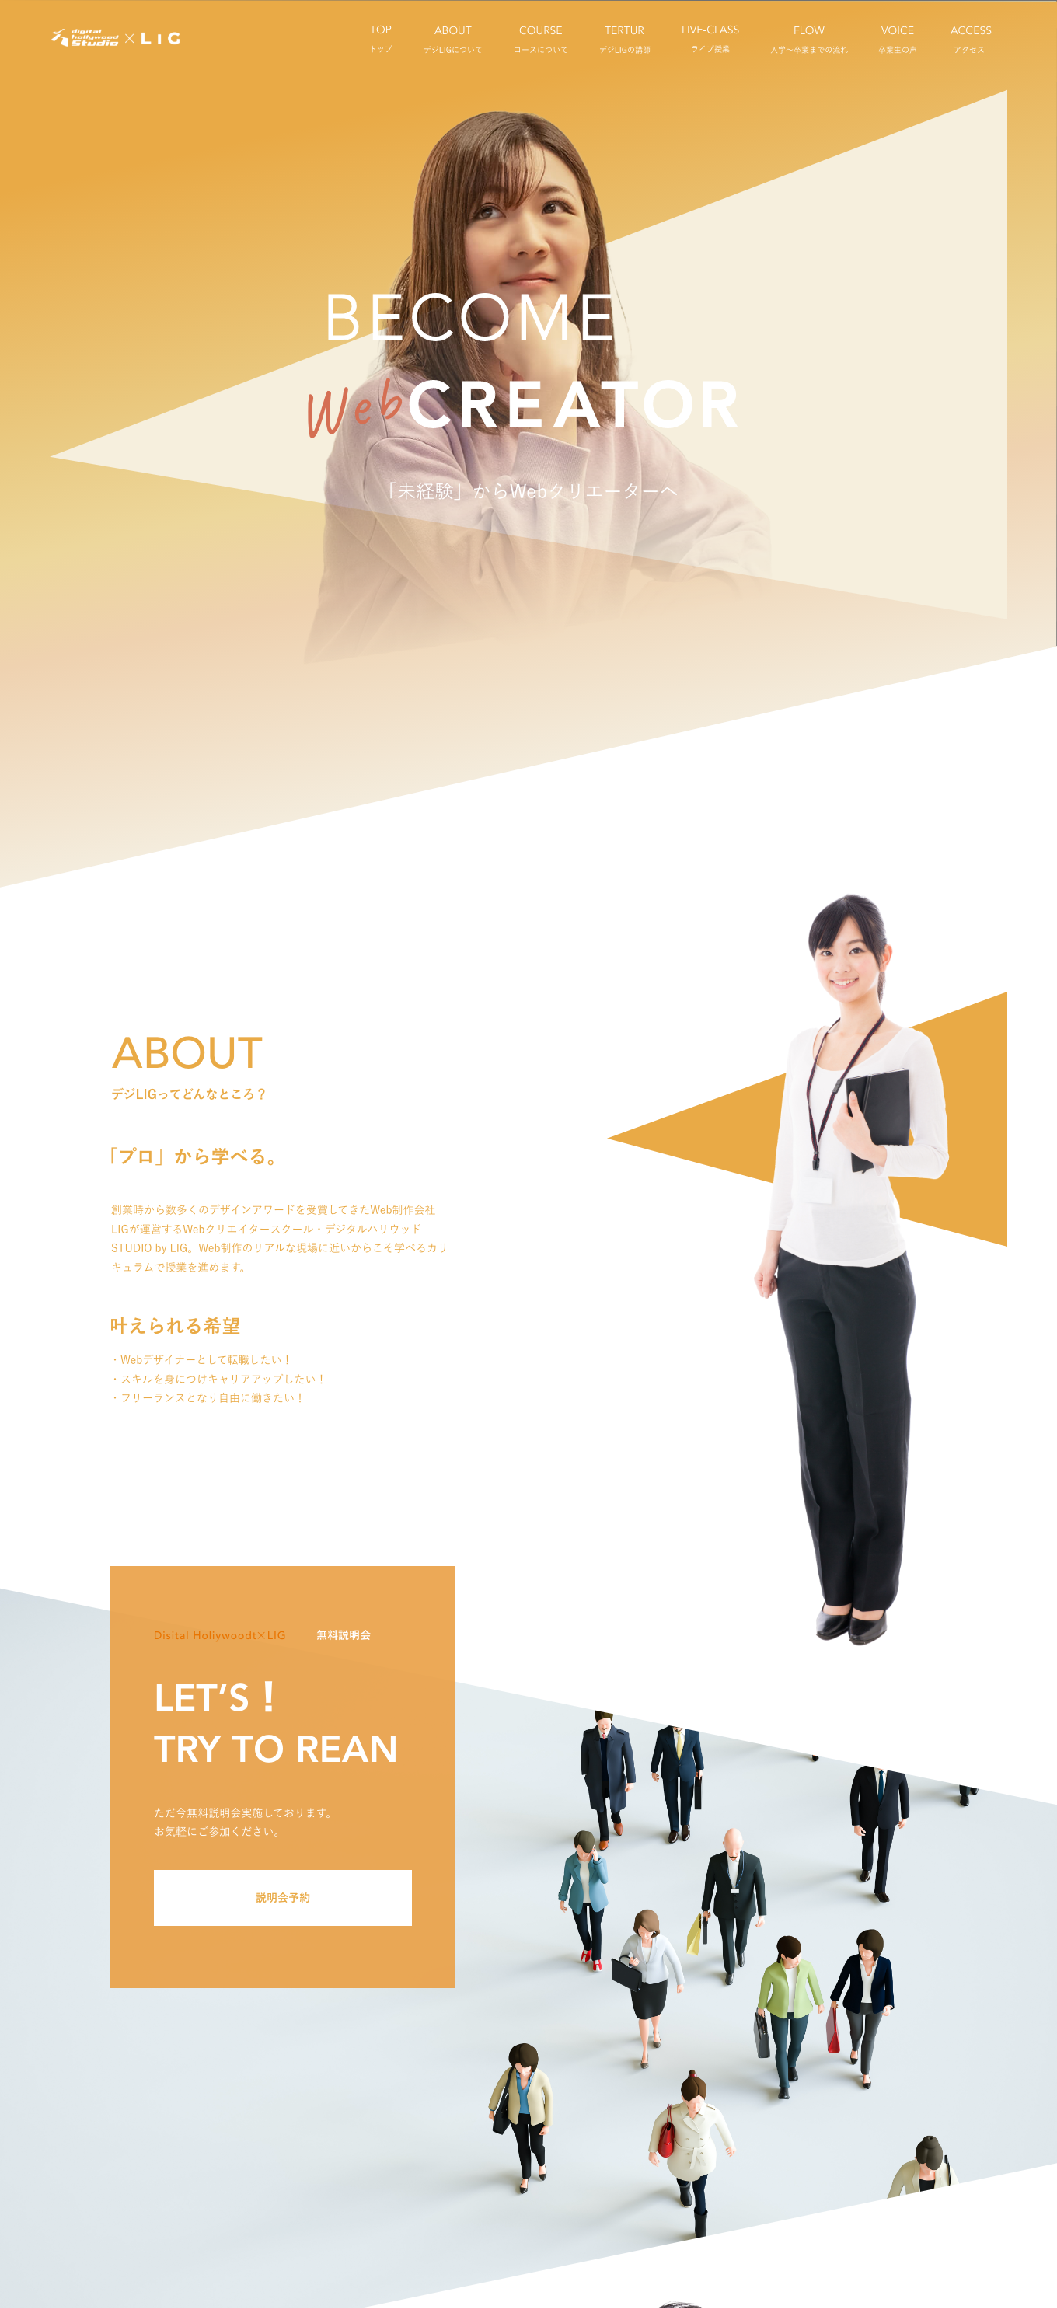 digital hollywood Studio × LIG
TOP ABOUT COURSE TERTUR LIVE-CLASS FLOW VOICE ACCESS
トップ デジLIGについて コースについて デジLIGの講師 ライブ授業 入学〜卒業までの流れ 卒業生の声 アクセス
BECOME
Web CREATOR
「未経験」からWebクリエーターへ
ABOUT
デジLIGってどんなところ？
「プロ」から学べる。
創業時から数多くのデザインアワードを受賞してきたWeb制作会社
LIGが運営するWebクリエイタースクール・デジタルハリウッド
STUDIO by LIG。Web制作のリアルな現場に近いからこそ学べるカリ
キュラムで授業を進めます。
叶えられる希望
・Webデザイナーとして転職したい！
・スキルを身につけキャリアアップしたい！
・フリーランスとなり自由に働きたい！
Disital Hollywoodt×LIG 無料説明会
LET’S！
TRY TO REAN
ただ今無料説明会実施しております。
お気軽にご参加ください。
説明会予約